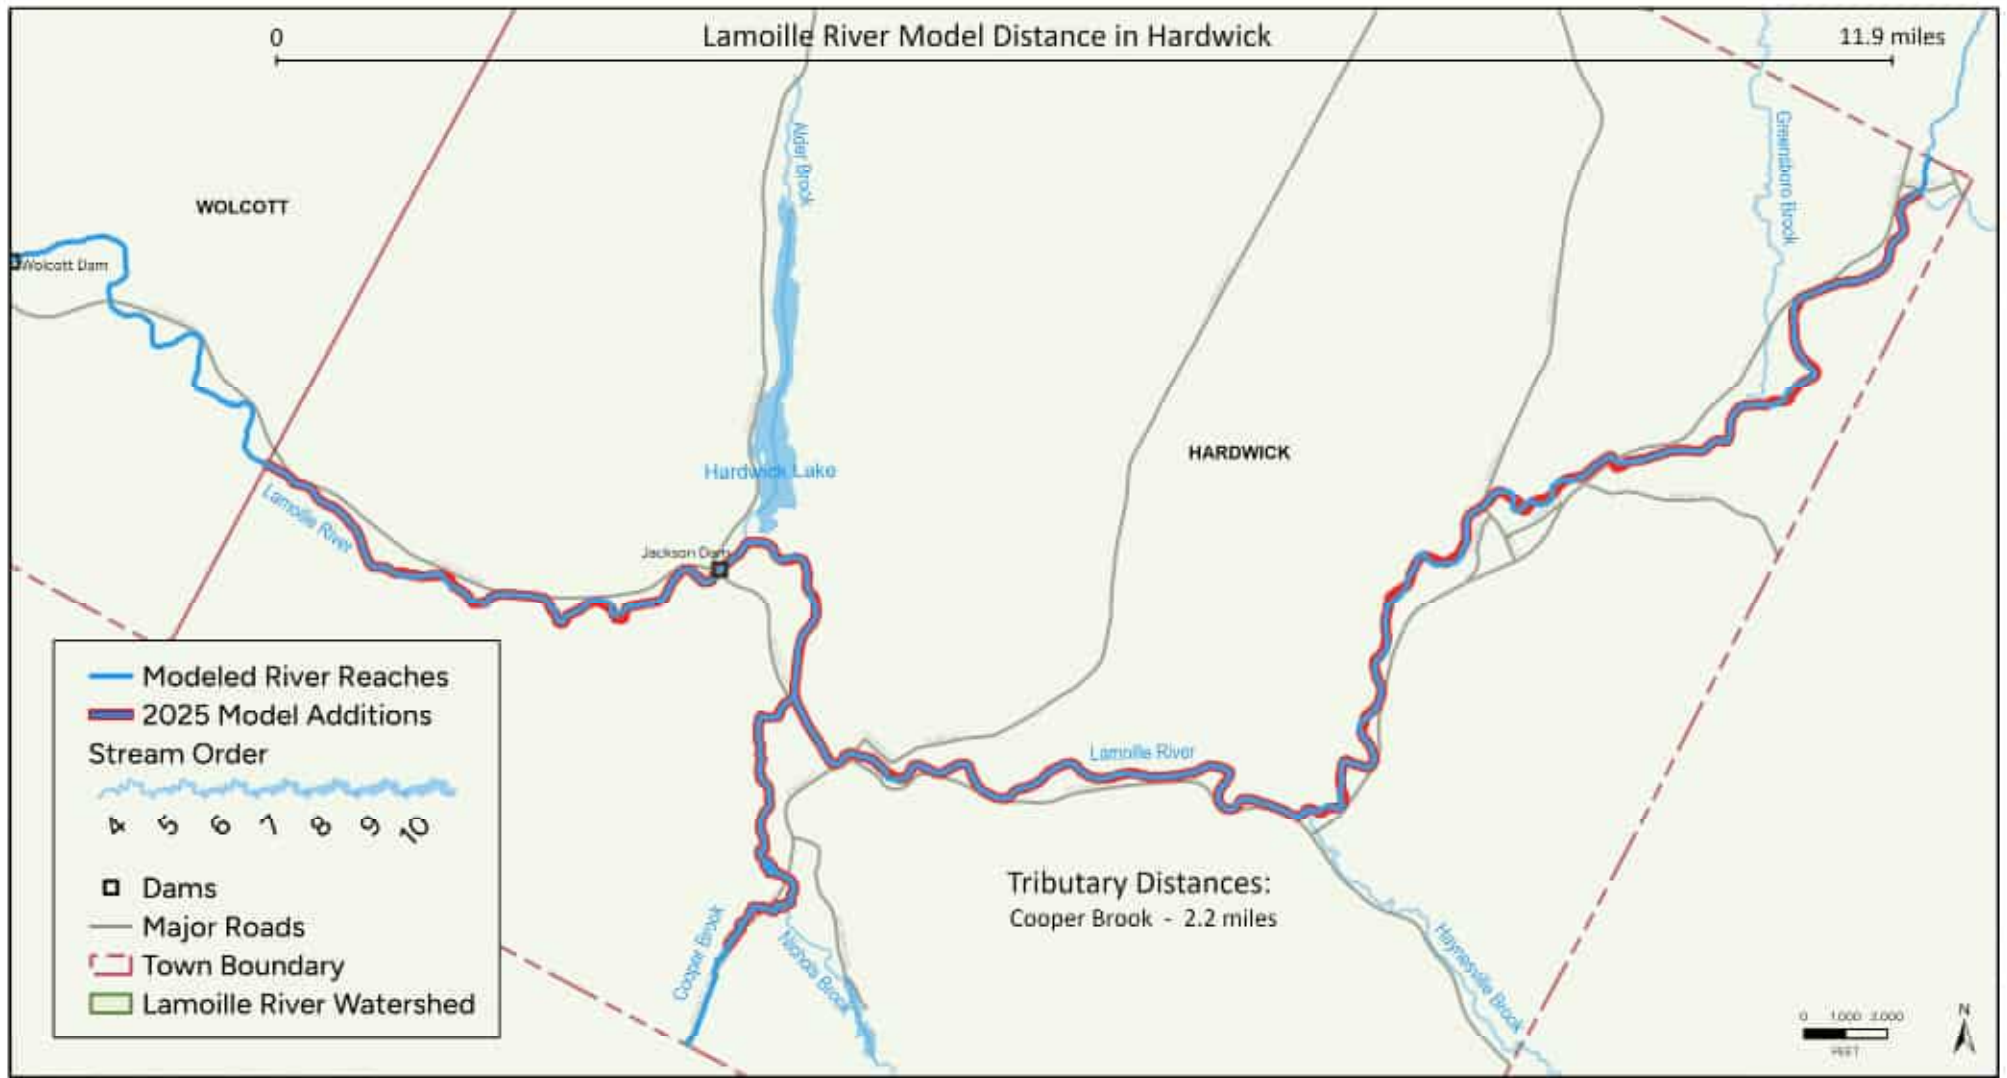 Lamoille River Model Distance in Hardwick
0
11.9 miles
Alder Brook
Greensboro Brook
WOLCOTT
Wolcott Dam
HARDWICK
Hardwick Lake
Lamoille River
Jackson Dam
Lamoille River
Modeled River Reaches
2025 Model Additions
Stream Order
4 5 6 7 8 9 10
Dams
Major Roads
Town Boundary
Lamoille River Watershed
Tributary Distances:
Cooper Brook - 2.2 miles
Cooper Brook
Nichols Brook
Haynesville Brook
0 1,000
FEET
N